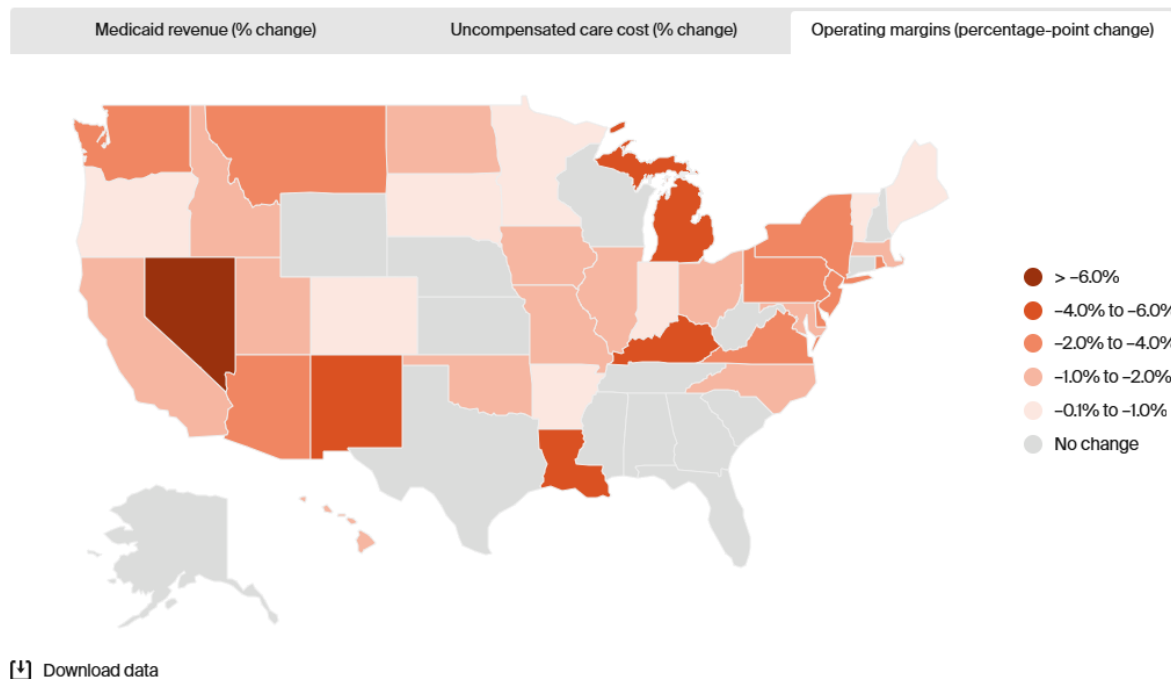 Medicaid revenue (% change)
Uncompensated care cost (% change)
Operating margins (percentage-point change)
> –6.0%
–4.0% to –6.0%
–2.0% to –4.0%
–1.0% to –2.0%
–0.1% to –1.0%
No change
Download data